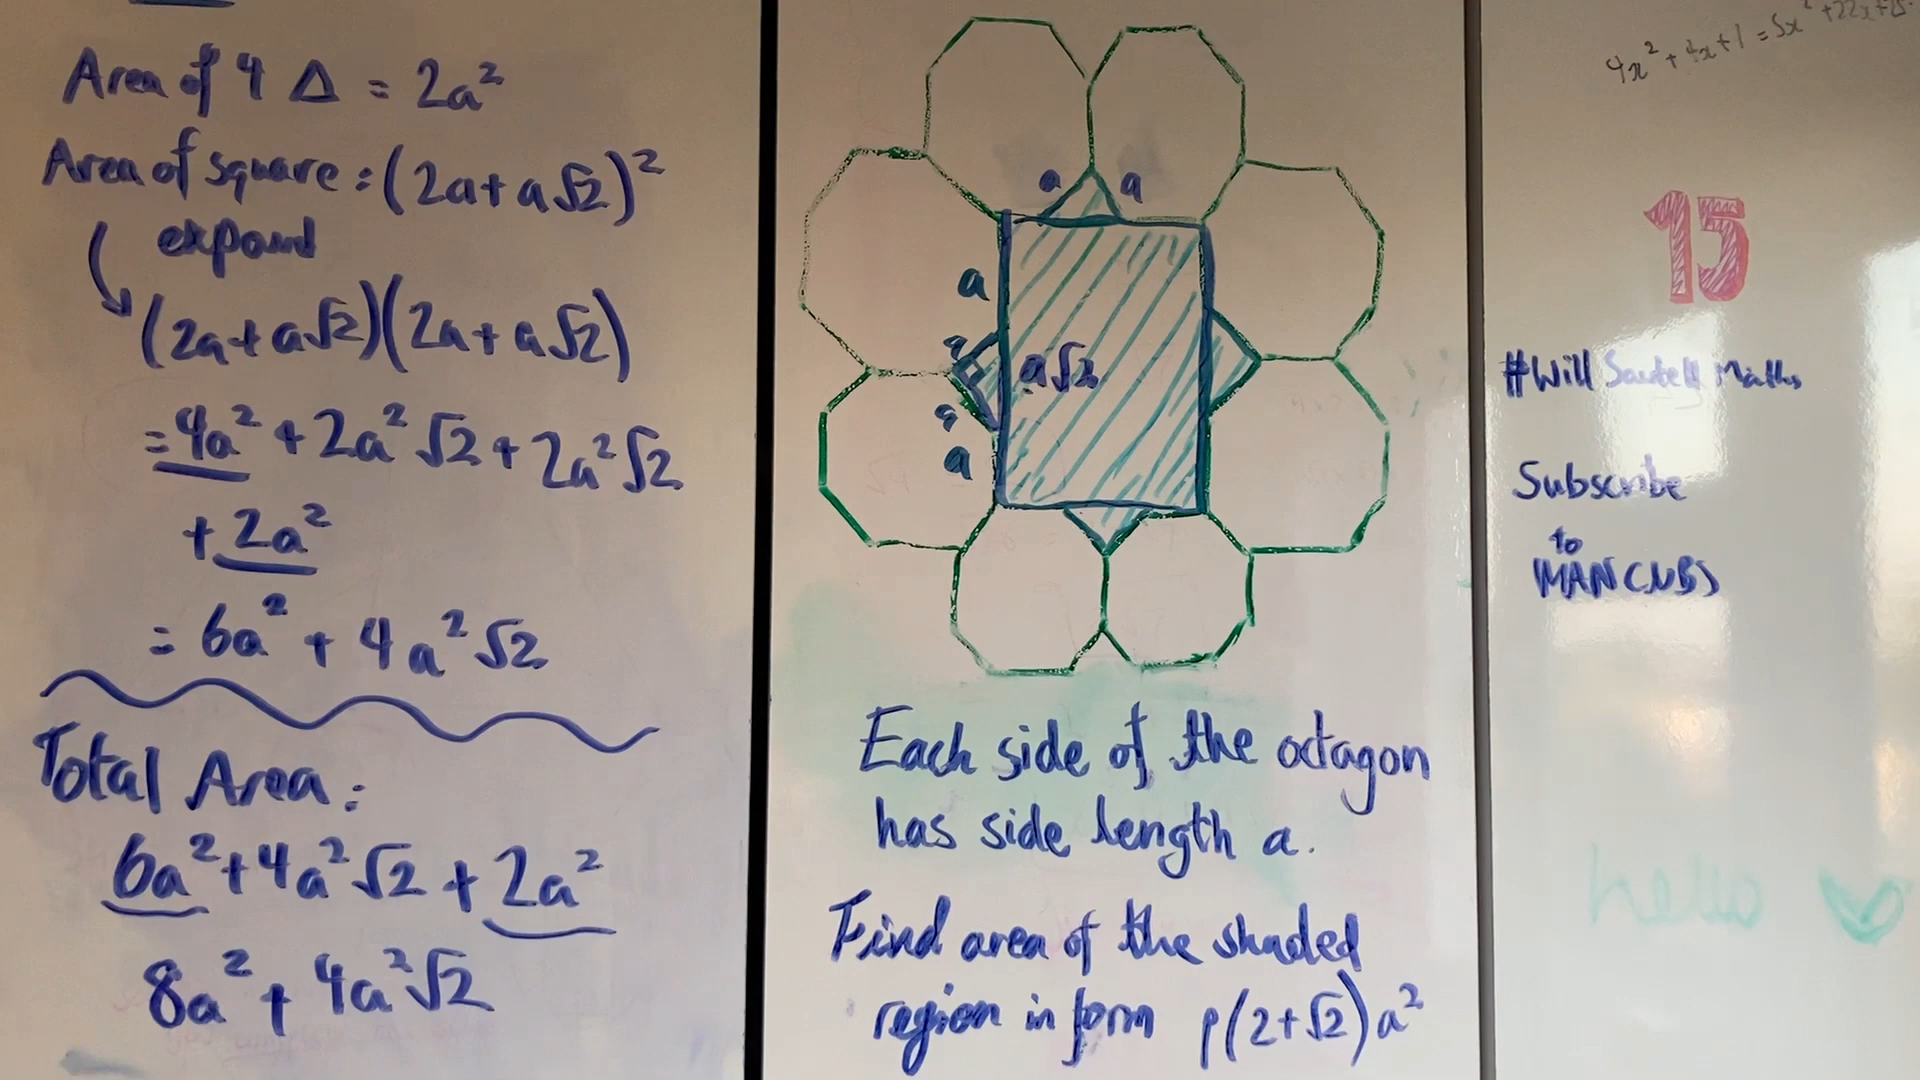 Area of 4 Δ = 2a²
Area of square: (2a+a√2)²
expand
(2a+a√2)(2a+a√2)
= 4a² + 2a²√2 + 2a²√2
+ 2a²
= 6a² + 4a²√2
Total Area:
6a²+4a²√2 + 2a²
8a² + 4a²√2
a a
a
a
a√2
a
a
Each side of the octagon
has side length a.
Find area of the shaded
region in form p(2+√2)a²
4x² + 4x + 1 = 5x² + 22x +
15
#Will Sautell Maths
Subscribe
to
MANCUBS